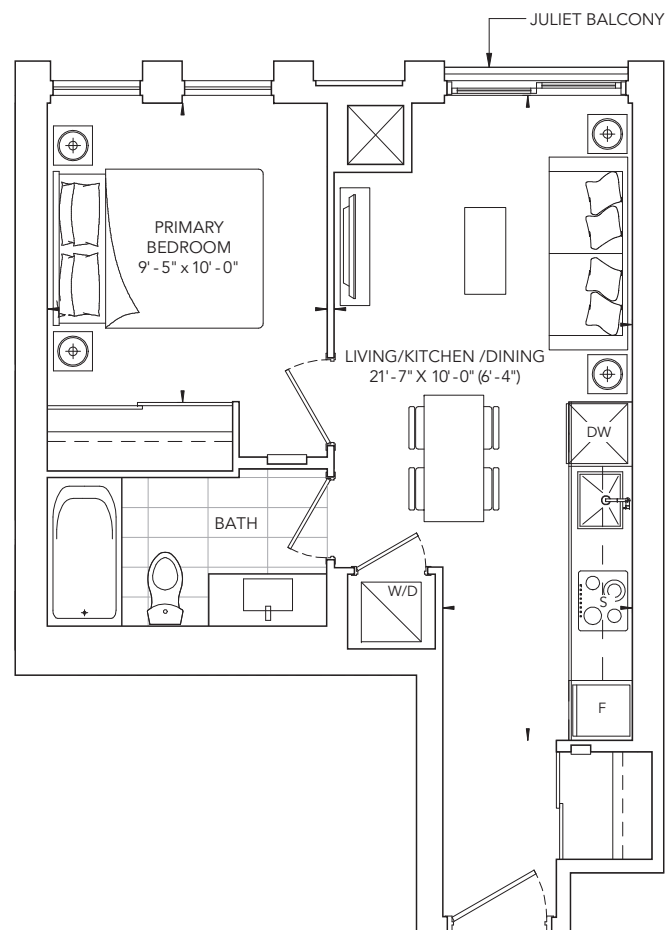 JULIET BALCONY
PRIMARY
BEDROOM
9'-5" x 10'-0"
LIVING/KITCHEN /DINING
21'-7" X 10'-0" (6'-4")
DW
BATH
W/D
S
F